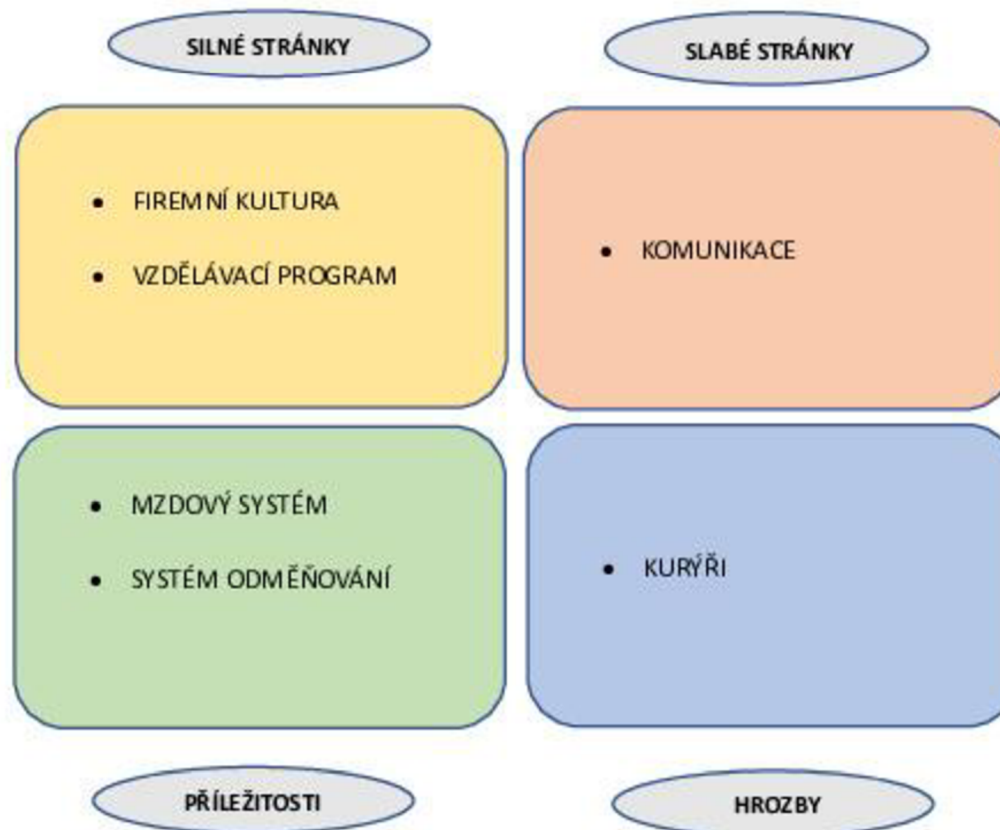 SILNÉ STRÁNKY
SLABÉ STRÁNKY
• FIREMNÍ KULTURA
• VZDĚLÁVACÍ PROGRAM
• KOMUNIKACE
• MZDOVÝ SYSTÉM
• SYSTÉM ODMĚŇOVÁNÍ
• KURÝŘI
PŘÍLEŽITOSTI
HROZBY